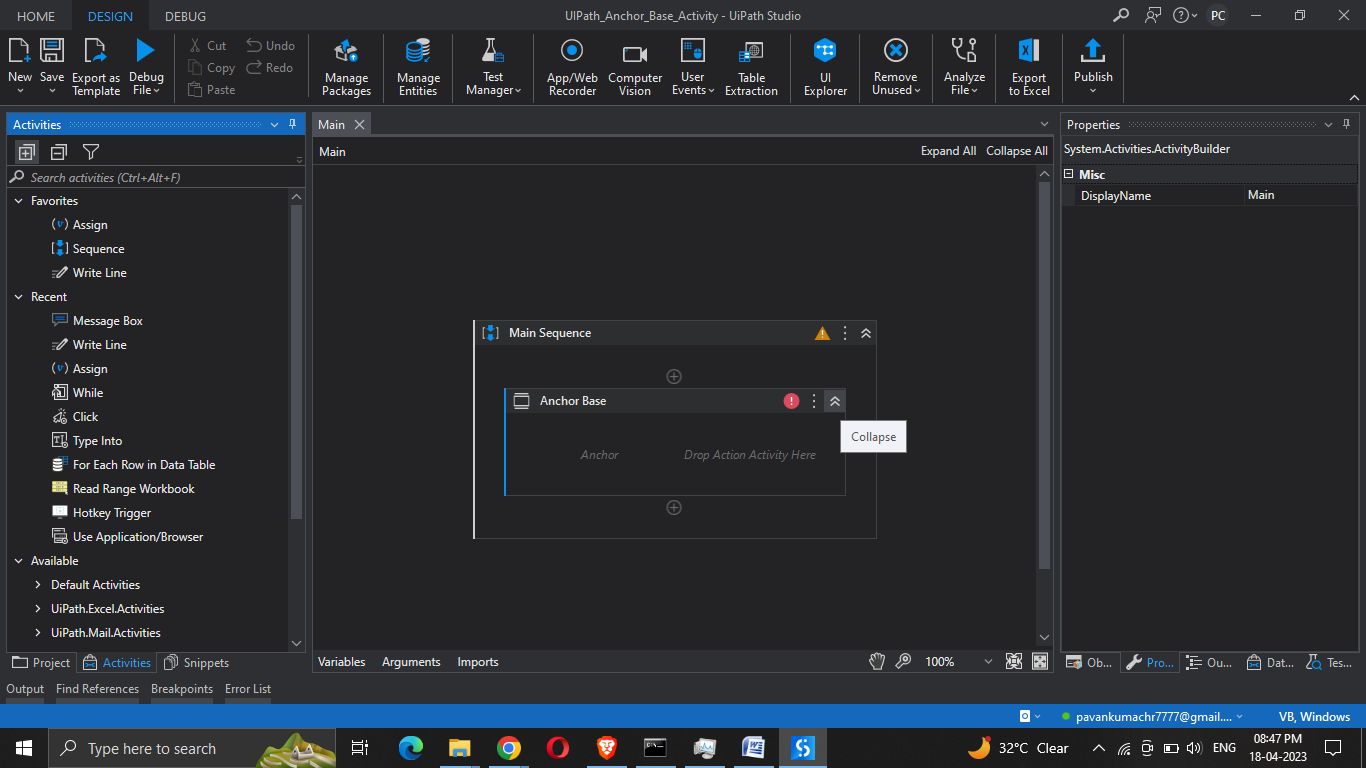 HOME DESIGN DEBUG
UIPath_Anchor_Base_Activity - UiPath Studio
PC
New
Save
Export as
Template
Debug
File
Cut
Copy
Paste
Undo
Redo
Manage
Packages
Manage
Entities
Test
Manager
App/Web
Recorder
Computer
Vision
User
Events
Table
Extraction
UI
Explorer
Remove
Unused
Analyze
File
Export
to Excel
Publish
Activities
Search activities (Ctrl+Alt+F)
Favorites
Assign
Sequence
Write Line
Recent
Message Box
Write Line
Assign
While
Click
Type Into
For Each Row in Data Table
Read Range Workbook
Hotkey Trigger
Use Application/Browser
Available
Default Activities
UiPath.Excel.Activities
UiPath.Mail.Activities
Project Activities Snippets
Main
Main Expand All Collapse All
Main Sequence
Anchor Base
Collapse
Anchor Drop Action Activity Here
Variables Arguments Imports 100%
Properties
System.Activities.ActivityBuilder
Misc
DisplayName Main
Ob... Pro... Ou... Dat... Tes...
Output Find References Breakpoints Error List
pavankumachr7777@gmail.... VB, Windows
Type here to search
32°C Clear
ENG
08:47 PM
18-04-2023